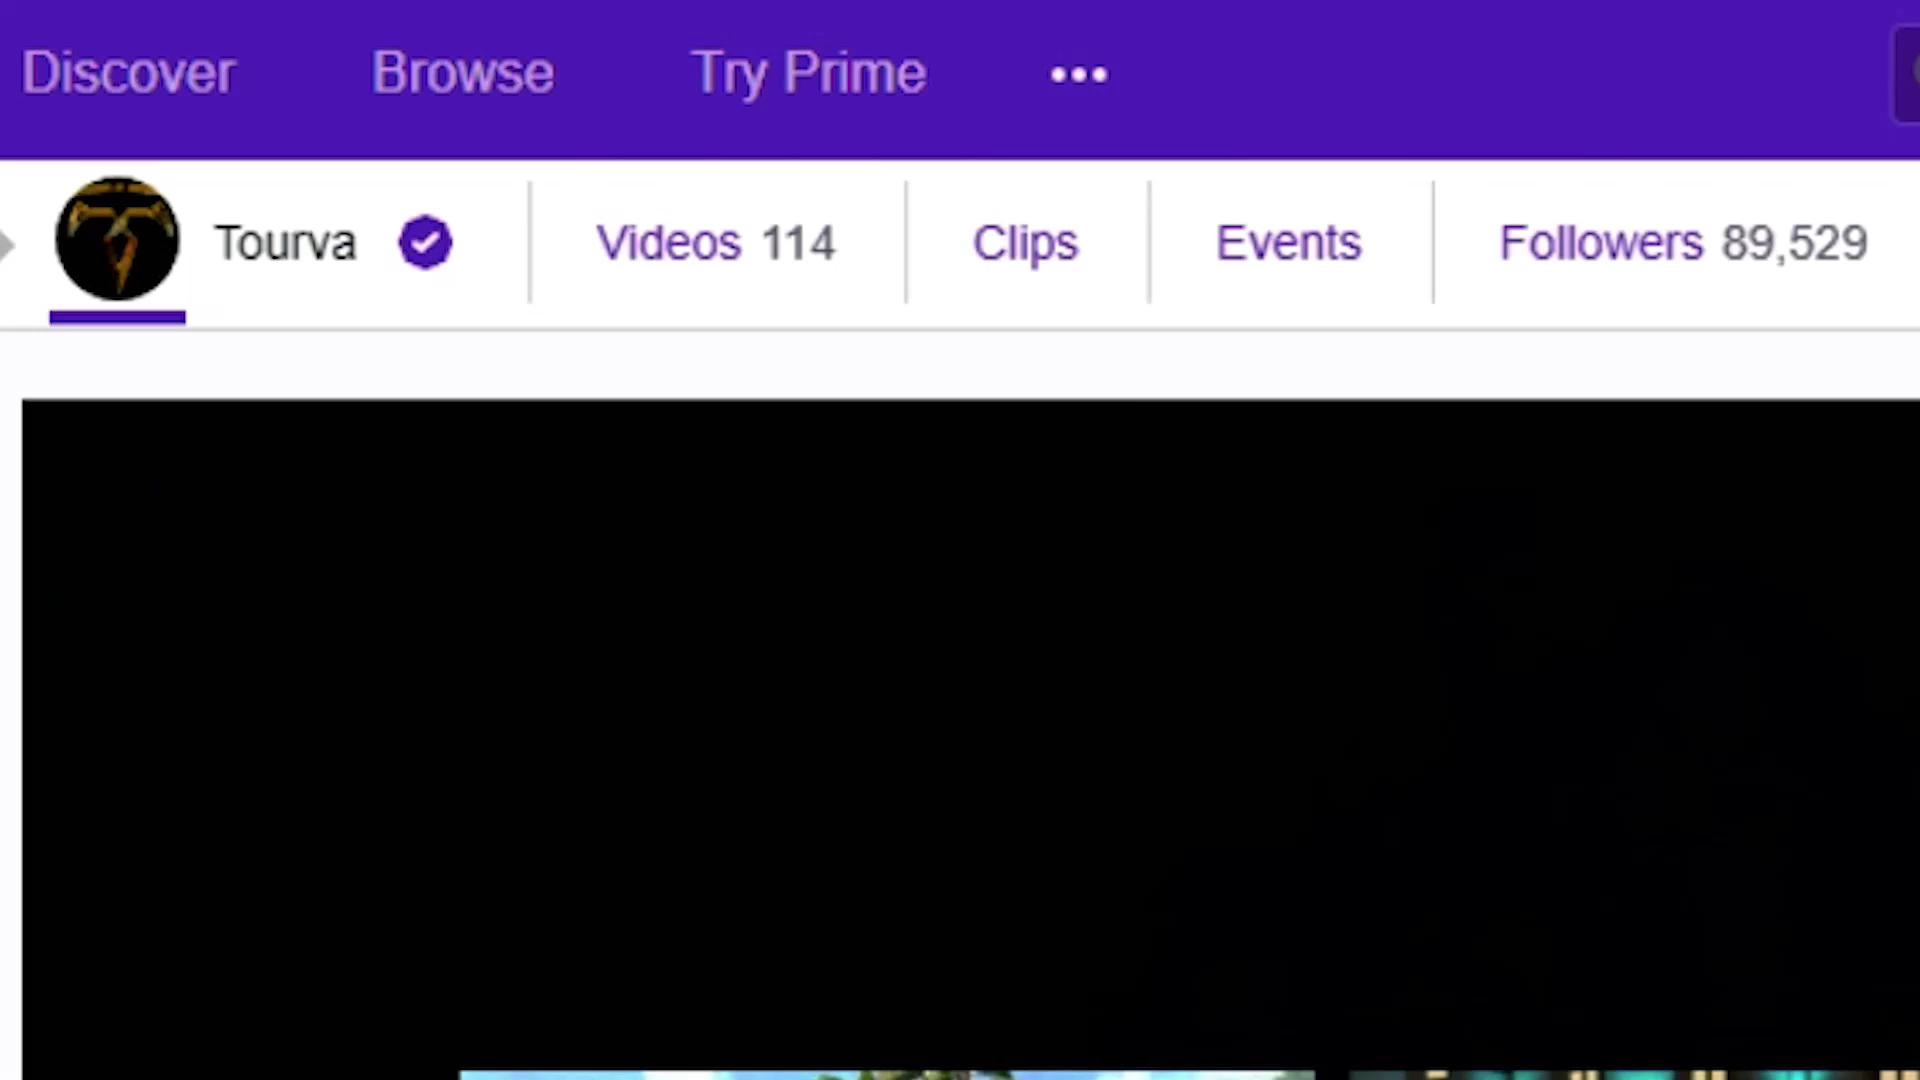 Discover Browse Try Prime •••
Tourva Videos 114 Clips Events Followers 89,529